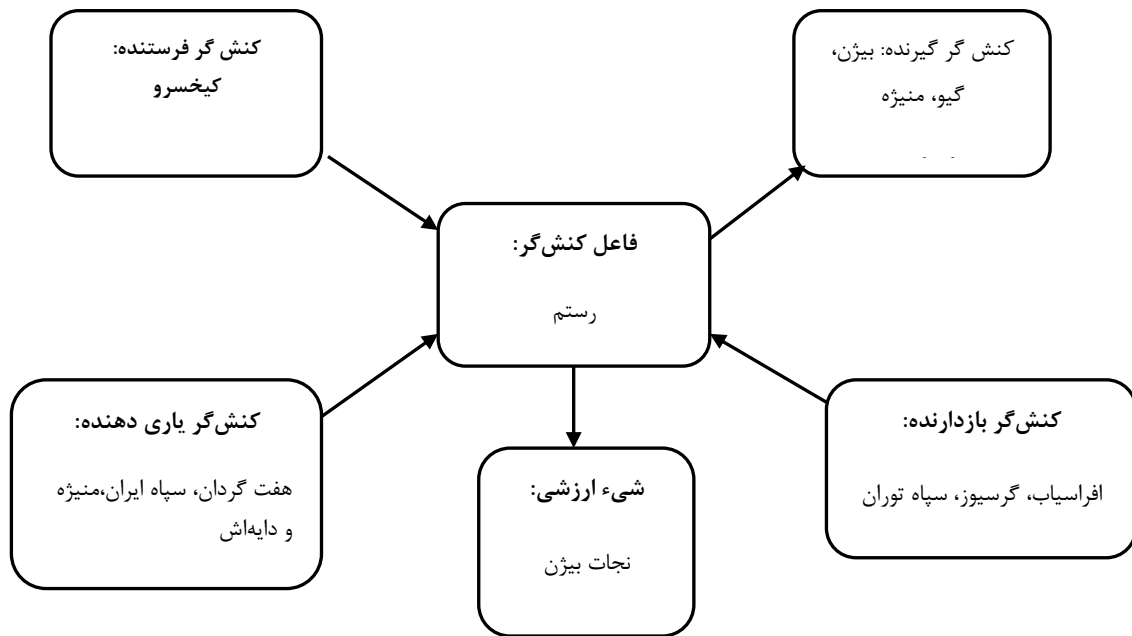 کنش گر گیرنده: بیژن،
گیو، منیژه
کنش گر فرستنده:
کیخسرو
فاعل کنش‌گر:
رستم
کنش‌گر بازدارنده:
افراسیاب، گرسیوز، سپاه توران
شیء ارزشی:
نجات بیژن
کنش‌گر یاری دهنده:
هفت گردان، سپاه ایران،منیژه
و دایه‌اش